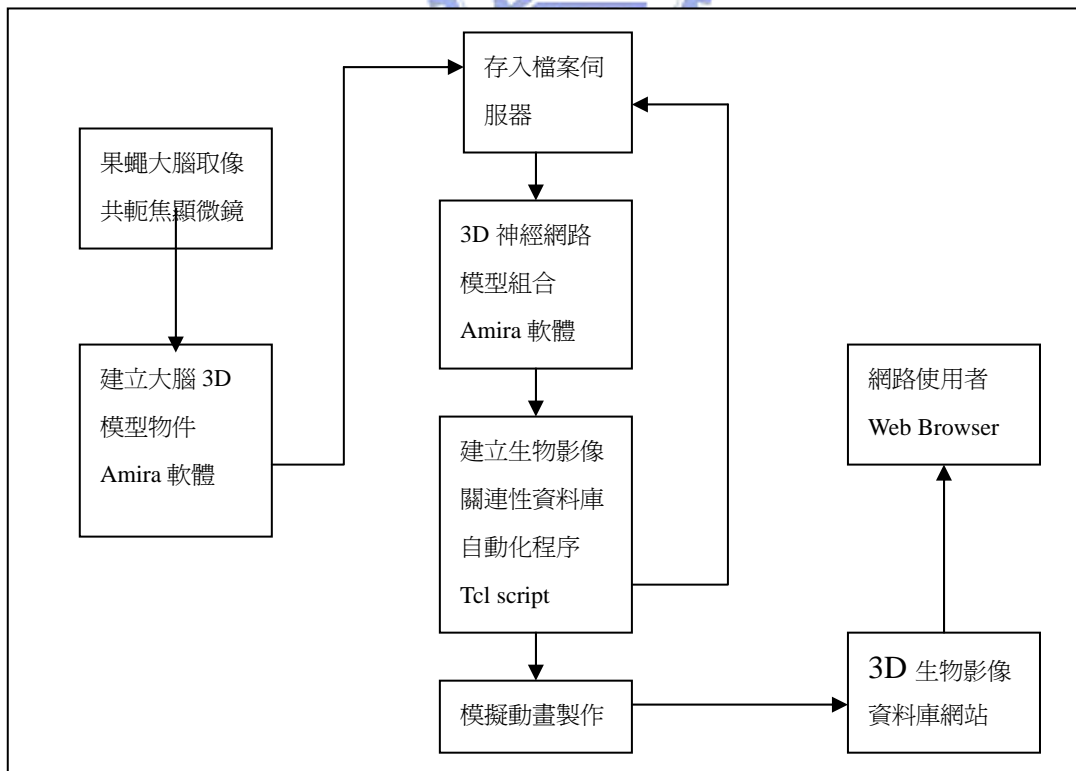 果蠅大腦取像
共軛焦顯微鏡
建立大腦 3D
模型物件
Amira 軟體
存入檔案伺
服器
3D 神經網路
模型組合
Amira 軟體
建立生物影像
關連性資料庫
自動化程序
Tcl script
模擬動畫製作
3D 生物影像
資料庫網站
網路使用者
Web Browser